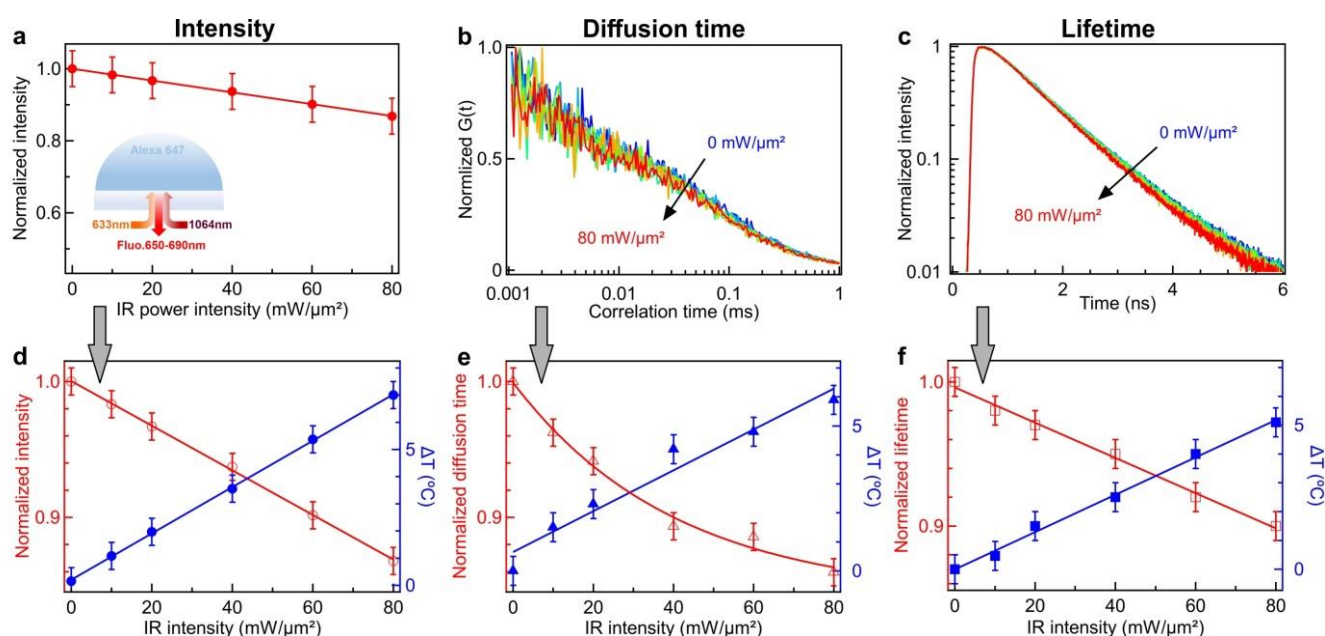 Intensity
Diffusion time
Lifetime
a
Normalized intensity
1.0
0.8
0.6
Alexa 647
633nm
1064nm
Fluo.650-690nm
0
20
40
60
80
IR power intensity (mW/µm²)
b
Normlized G(t)
1.0
0.5
0
0 mW/µm²
80 mW/µm²
0.001
0.01
0.1
1
Correlation time (ms)
c
Normalized intensity
1
0.1
0.01
0 mW/µm²
80 mW/µm²
0
2
4
6
Time (ns)
d
Normalized intensity
1.0
0.9
5
0
ΔT (ºC)
0
20
40
60
80
IR intensity (mW/µm²)
e
Normalized diffusion time
1.0
0.9
5
0
ΔT (ºC)
0
20
40
60
80
IR intensity (mW/µm²)
f
Normalized lifetime
1.0
0.9
5
0
ΔT (ºC)
0
20
40
60
80
IR intensity (mW/µm²)